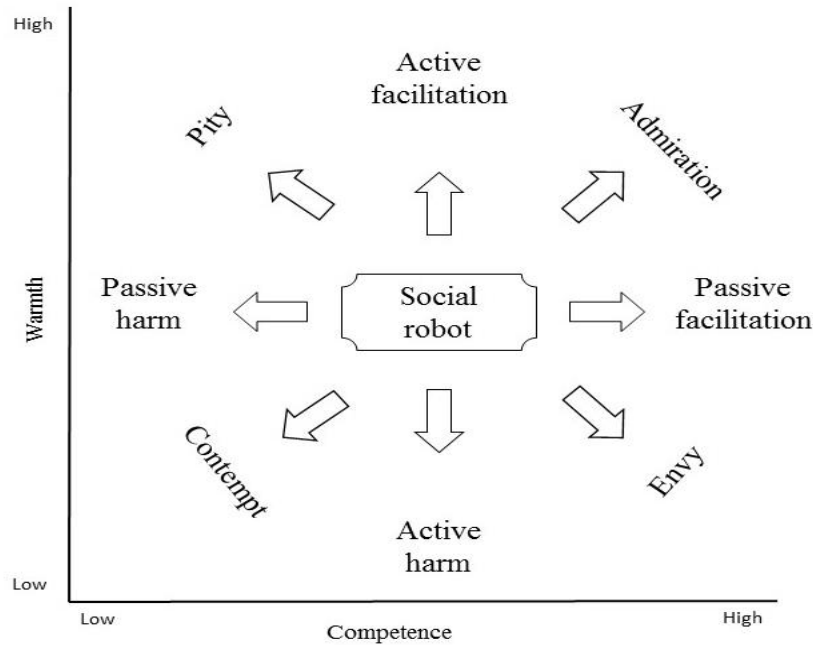 High
Active
facilitation
Pity
Admiration
Warmth
Passive
harm
Social
robot
Passive
facilitation
Contempt
Envy
Active
harm
Low
Low
High
Competence